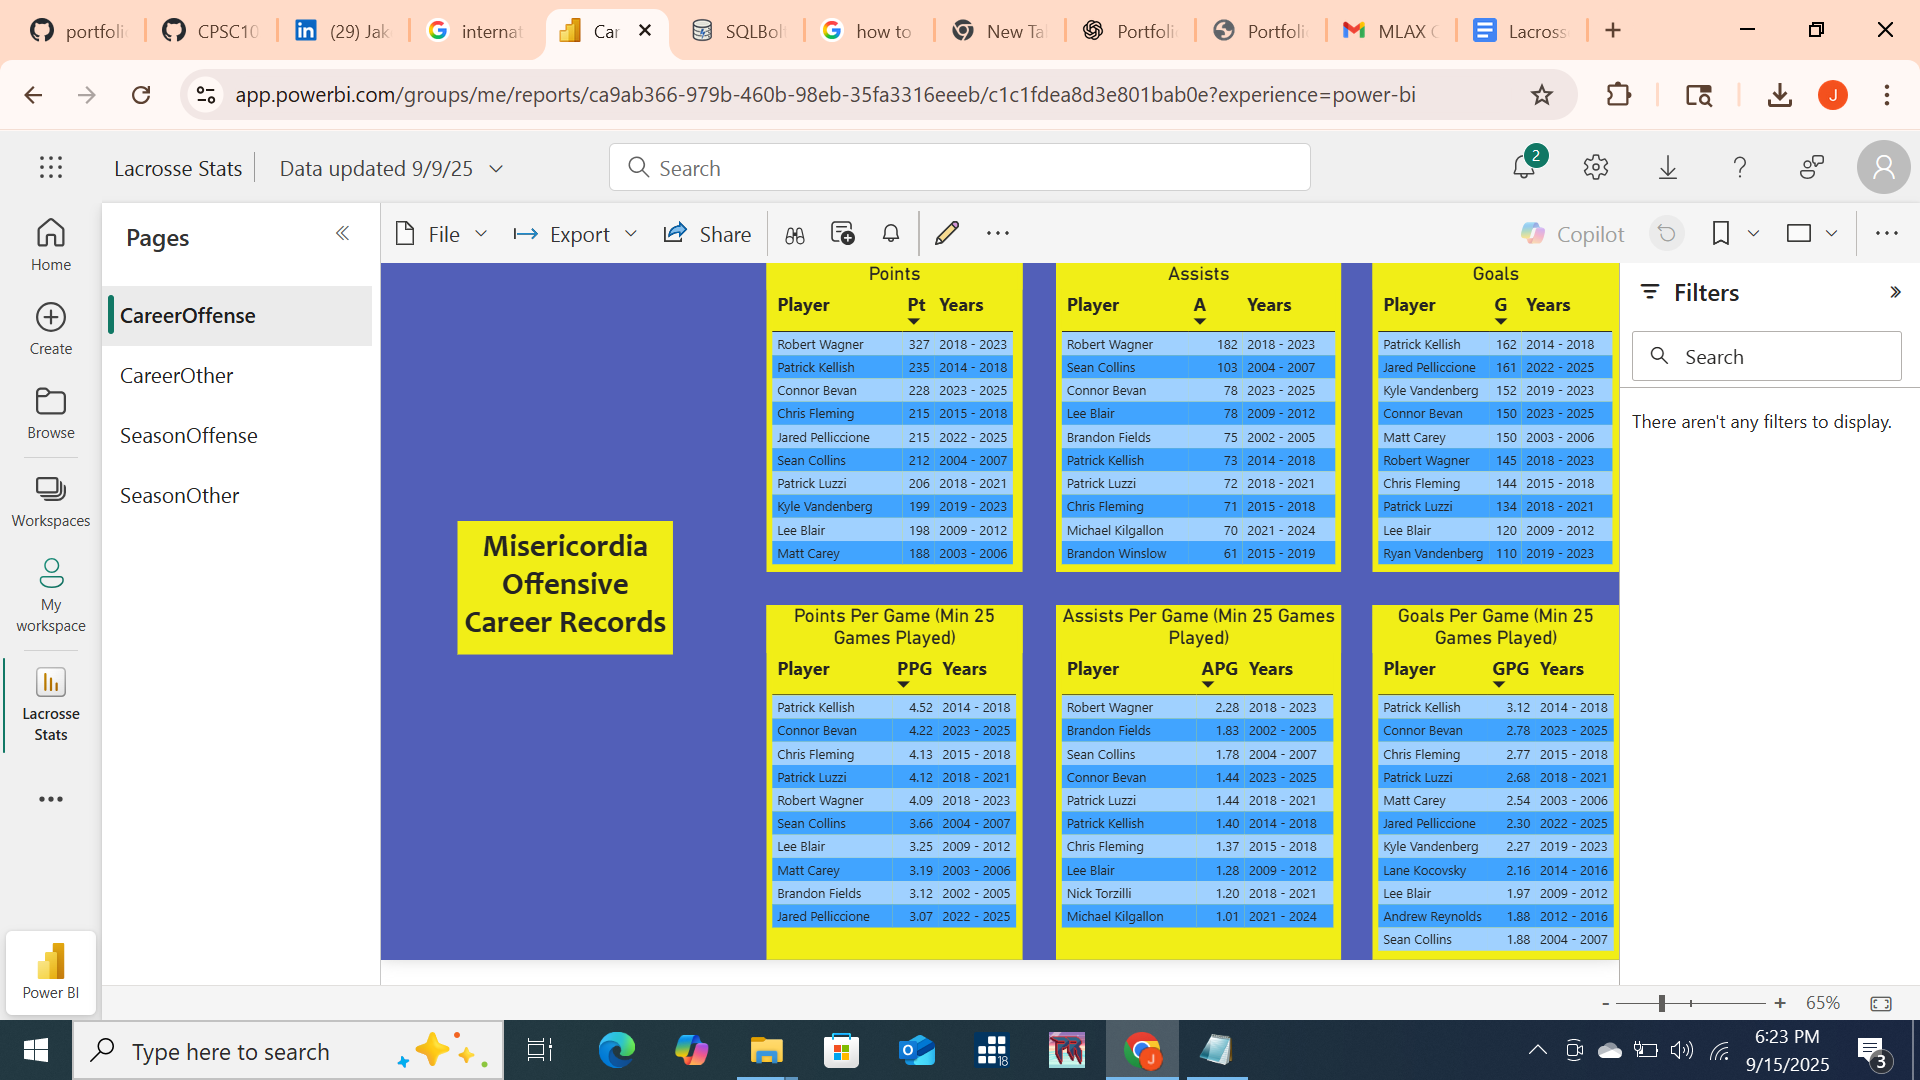 portfolio
CPSC10
(29) Jak
internat
Car
SQLBolt
how to
New Ta
Portfoli
Portfoli
MLAX
Lacross
app.powerbi.com/groups/me/reports/ca9ab366-979b-460b-98eb-35fa3316eeeb/c1c1fdea8d3e801bab0e?experience=power-bi
J
Lacrosse Stats
Data updated 9/9/25
Search
2
Home
Create
Browse
Workspaces
My
workspace
Lacrosse
Stats
Power BI
Pages
CareerOffense
CareerOther
SeasonOffense
SeasonOther
File
Export
Share
Copilot
Misericordia
Offensive
Career Records
Points
Player Pt Years
Robert Wagner 327 2018 - 2023
Patrick Kellish 235 2014 - 2018
Connor Bevan 228 2023 - 2025
Chris Fleming 215 2015 - 2018
Jared Pelliccione 215 2022 - 2025
Sean Collins 212 2004 - 2007
Patrick Luzzi 206 2018 - 2021
Kyle Vandenberg 199 2019 - 2023
Lee Blair 198 2009 - 2012
Matt Carey 188 2003 - 2006
Assists
Player A Years
Robert Wagner 182 2018 - 2023
Sean Collins 103 2004 - 2007
Connor Bevan 78 2023 - 2025
Lee Blair 78 2009 - 2012
Brandon Fields 75 2002 - 2005
Patrick Kellish 73 2014 - 2018
Patrick Luzzi 72 2018 - 2021
Chris Fleming 71 2015 - 2018
Michael Kilgallon 70 2021 - 2024
Brandon Winslow 61 2015 - 2019
Goals
Player G Years
Patrick Kellish 162 2014 - 2018
Jared Pelliccione 161 2022 - 2025
Kyle Vandenberg 152 2019 - 2023
Connor Bevan 150 2023 - 2025
Matt Carey 150 2003 - 2006
Robert Wagner 145 2018 - 2023
Chris Fleming 144 2015 - 2018
Patrick Luzzi 134 2018 - 2021
Lee Blair 120 2009 - 2012
Ryan Vandenberg 110 2019 - 2023
Points Per Game (Min 25
Games Played)
Player PPG Years
Patrick Kellish 4.52 2014 - 2018
Connor Bevan 4.22 2023 - 2025
Chris Fleming 4.13 2015 - 2018
Patrick Luzzi 4.12 2018 - 2021
Robert Wagner 4.09 2018 - 2023
Sean Collins 3.66 2004 - 2007
Lee Blair 3.25 2009 - 2012
Matt Carey 3.19 2003 - 2006
Brandon Fields 3.12 2002 - 2005
Jared Pelliccione 3.07 2022 - 2025
Assists Per Game (Min 25 Games
Played)
Player APG Years
Robert Wagner 2.28 2018 - 2023
Brandon Fields 1.83 2002 - 2005
Sean Collins 1.78 2004 - 2007
Connor Bevan 1.44 2023 - 2025
Patrick Luzzi 1.44 2018 - 2021
Patrick Kellish 1.40 2014 - 2018
Chris Fleming 1.37 2015 - 2018
Lee Blair 1.28 2009 - 2012
Nick Torzilli 1.20 2018 - 2021
Michael Kilgallon 1.01 2021 - 2024
Goals Per Game (Min 25
Games Played)
Player GPG Years
Patrick Kellish 3.12 2014 - 2018
Connor Bevan 2.78 2023 - 2025
Chris Fleming 2.77 2015 - 2018
Patrick Luzzi 2.68 2018 - 2021
Matt Carey 2.54 2003 - 2006
Jared Pelliccione 2.30 2022 - 2025
Kyle Vandenberg 2.27 2019 - 2023
Lane Kocovsky 2.16 2014 - 2016
Lee Blair 1.97 2009 - 2012
Andrew Reynolds 1.88 2012 - 2016
Sean Collins 1.88 2004 - 2007
Filters
Search
There aren't any filters to display.
- + 65%
Type here to search
18
J
6:23 PM
9/15/2025
3